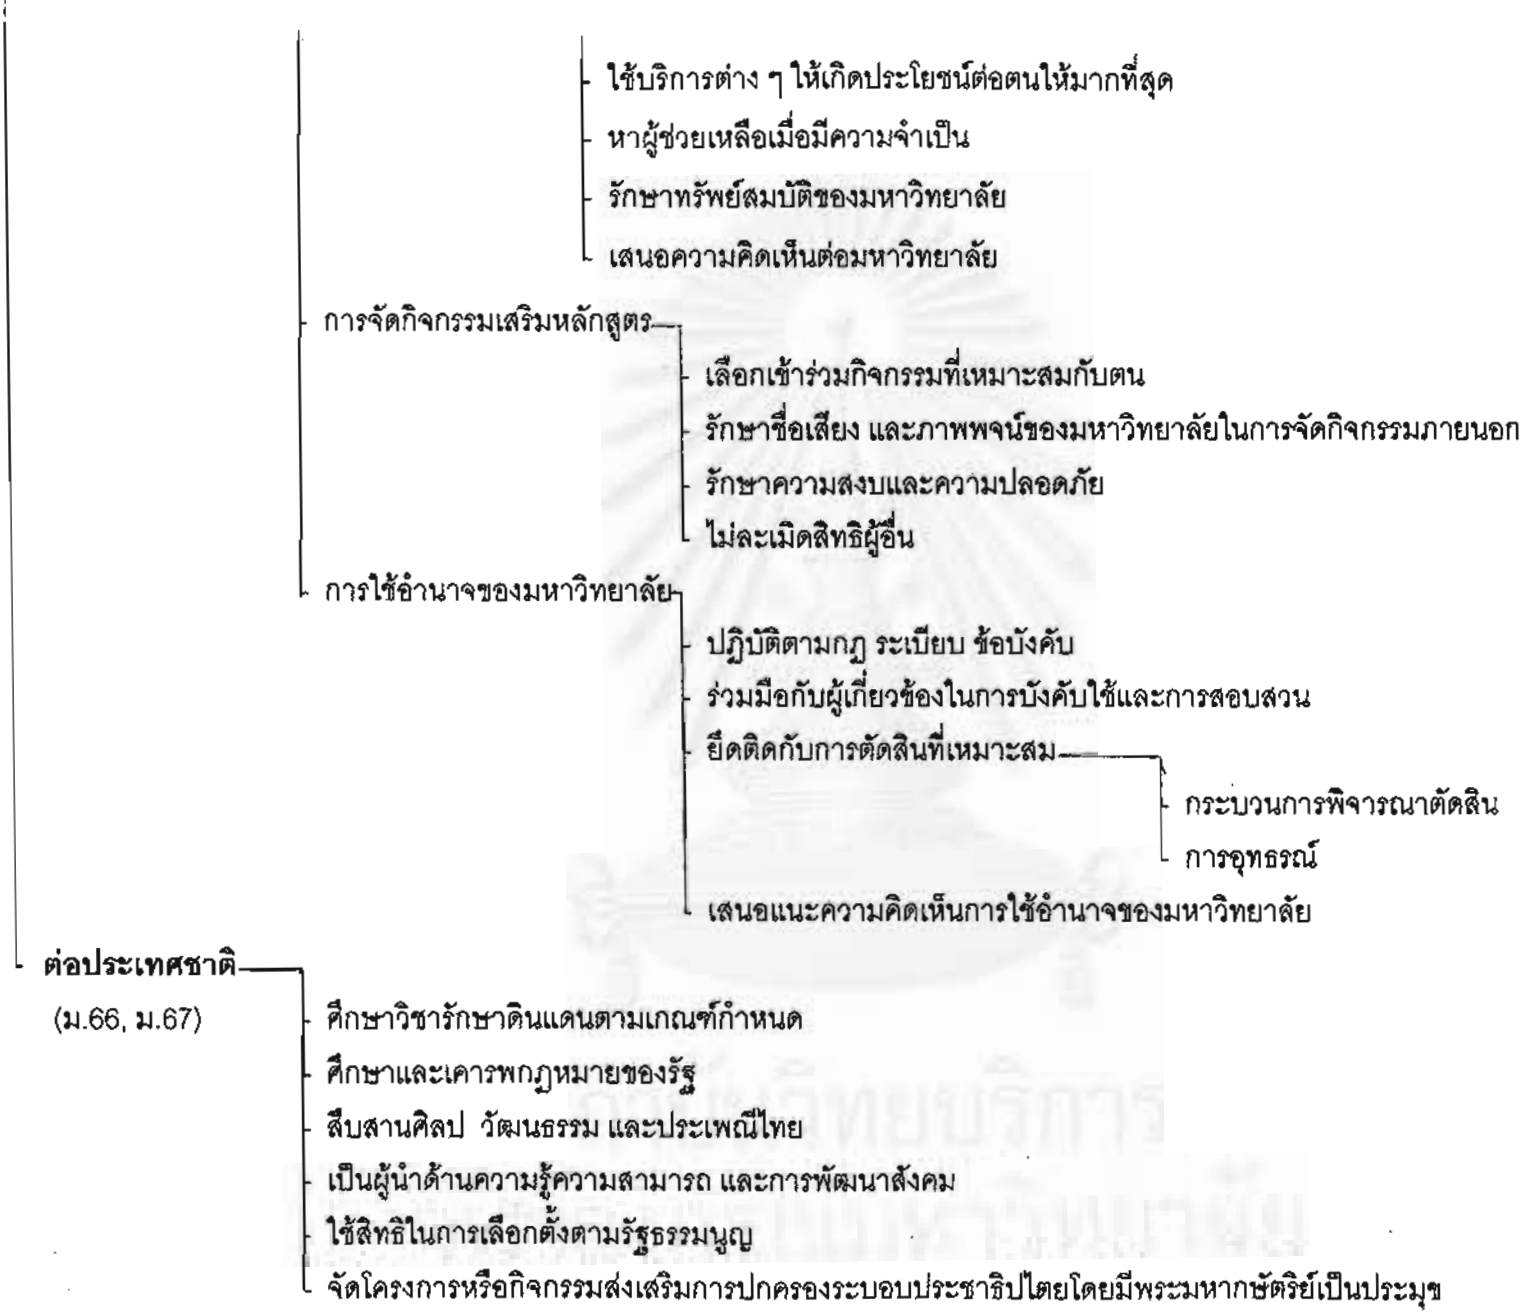 ใช้บริการต่าง ๆ ให้เกิดประโยชน์ต่อตนให้มากที่สุด
หาผู้ช่วยเหลือเมื่อมีความจำเป็น
รักษาทรัพย์สมบัติของมหาวิทยาลัย
เสนอความคิดเห็นต่อมหาวิทยาลัย
การจัดกิจกรรมเสริมหลักสูตร
เลือกเข้าร่วมกิจกรรมที่เหมาะสมกับตน
รักษาชื่อเสียง และภาพพจน์ของมหาวิทยาลัยในการจัดกิจกรรมภายนอก
รักษาความสงบและความปลอดภัย
ไม่ละเมิดสิทธิผู้อื่น
การใช้อำนาจของมหาวิทยาลัย
ปฏิบัติตามกฎ ระเบียบ ข้อบังคับ
ร่วมมือกับผู้เกี่ยวข้องในการบังคับใช้และการสอบสวน
ยึดติดกับการตัดสินที่เหมาะสม
กระบวนการพิจารณาตัดสิน
การอุทธรณ์
เสนอแนะความคิดเห็นการใช้อำนาจของมหาวิทยาลัย
ต่อประเทศชาติ
(ม.66, ม.67)
ศึกษาวิชารักษาดินแดนตามเกณฑ์กำหนด
ศึกษาและเคารพกฎหมายของรัฐ
สืบสานศิลป วัฒนธรรม และประเพณีไทย
เป็นผู้นำด้านความรู้ความสามารถ และการพัฒนาสังคม
ใช้สิทธิในการเลือกตั้งตามรัฐธรรมนูญ
จัดโครงการหรือกิจกรรมส่งเสริมการปกครองระบอบประชาธิปไตยโดยมีพระมหากษัตริย์เป็นประมุข